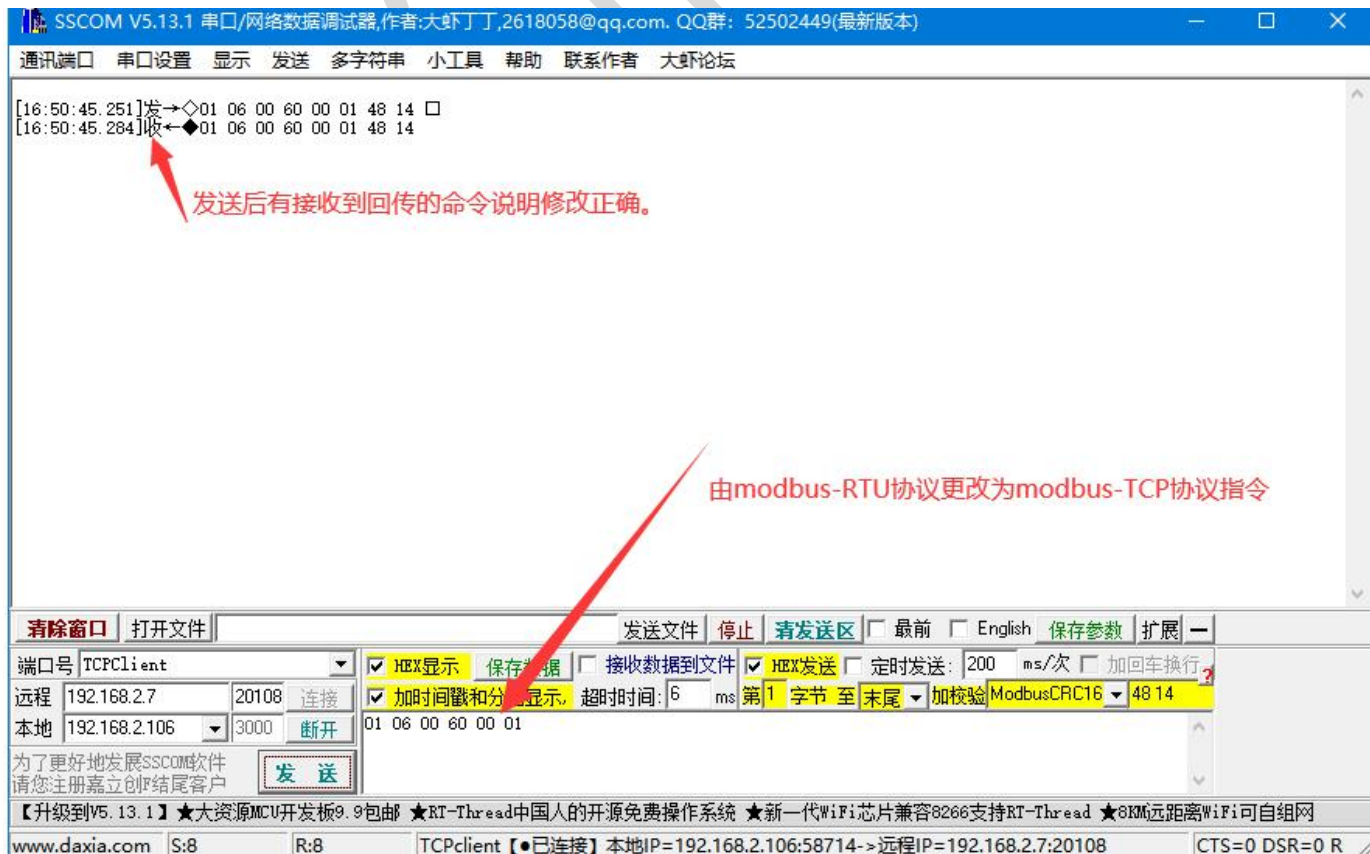 SSCOM V5.13.1 串口/网络数据调试器,作者:大虾丁丁,2618058@qq.com. QQ群：52502449(最新版本)
通讯端口 串口设置 显示 发送 多字符串 小工具 帮助 联系作者 大虾论坛
[16:50:45.251]发→◇01 06 00 60 00 01 48 14 □
[16:50:45.284]收←◆01 06 00 60 00 01 48 14
发送后有接收到回传的命令说明修改正确。
由modbus-RTU协议更改为modbus-TCP协议指令
清除窗口 打开文件 发送文件 停止 清发送区 最前 English 保存参数 扩展 —
端口号 TCPClient HEX显示 保存数据 接收数据到文件 HEX发送 定时发送: 200 ms/次 加回车换行 ?
远程 192.168.2.7 20108 连接 加时间戳和分包显示, 超时时间: 6 ms 第1 字节 至 末尾 加校验 ModbusCRC16 48 14
本地 192.168.2.106 3000 断开 01 06 00 60 00 01
为了更好地发展SSCOM软件
请您注册嘉立创F结尾客户 发 送
【升级到V5.13.1】★大资源MCU开发板9.9包邮 ★RT-Thread中国人的开源免费操作系统 ★新一代WiFi芯片兼容8266支持RT-Thread ★8KM远距离WiFi可自组网
www.daxia.com S:8 R:8 TCPclient【●已连接】本地IP=192.168.2.106:58714->远程IP=192.168.2.7:20108 CTS=0 DSR=0 R